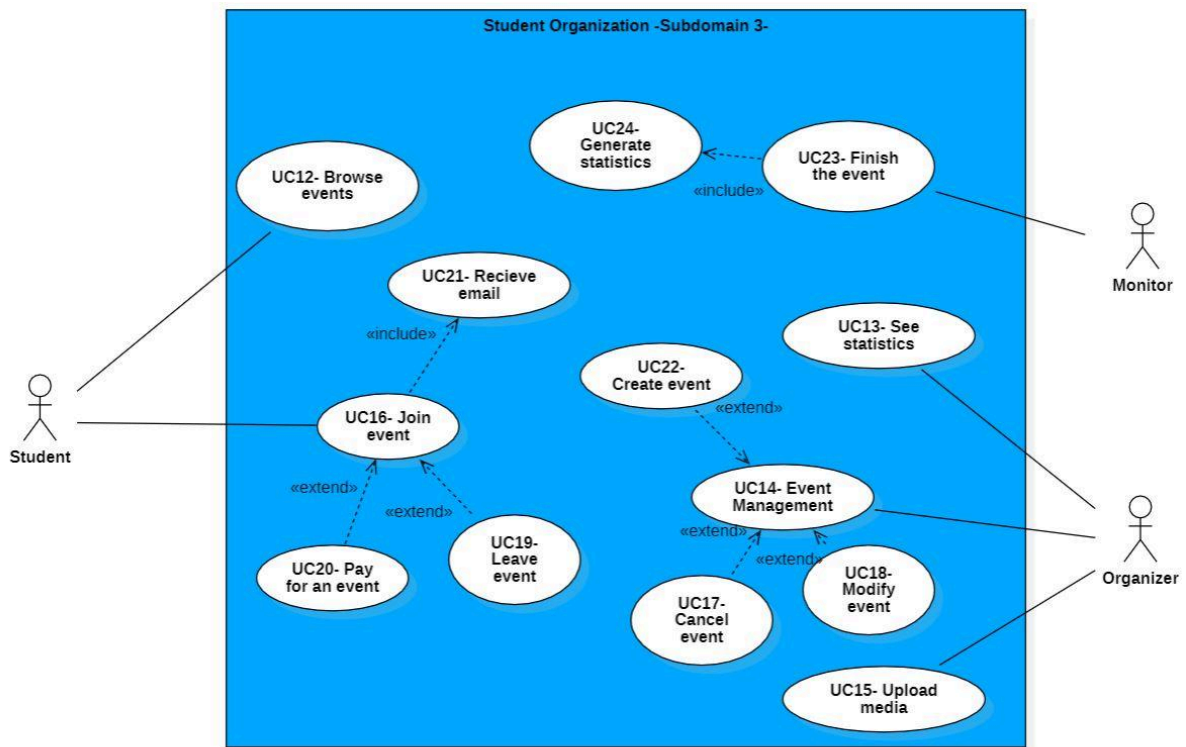 Student Organization -Subdomain 3-
UC24-
Generate
statistics
UC23- Finish
the event
«include»
UC12- Browse
events
Monitor
UC21- Recieve
email
«include»
UC13- See
statistics
UC22-
Create event
«extend»
UC16- Join
event
Student
«extend»
«extend»
UC14- Event
Management
«extend»
«extend»
UC19-
Leave
event
UC20- Pay
for an event
UC18-
Modify
event
UC17-
Cancel
event
Organizer
UC15- Upload
media